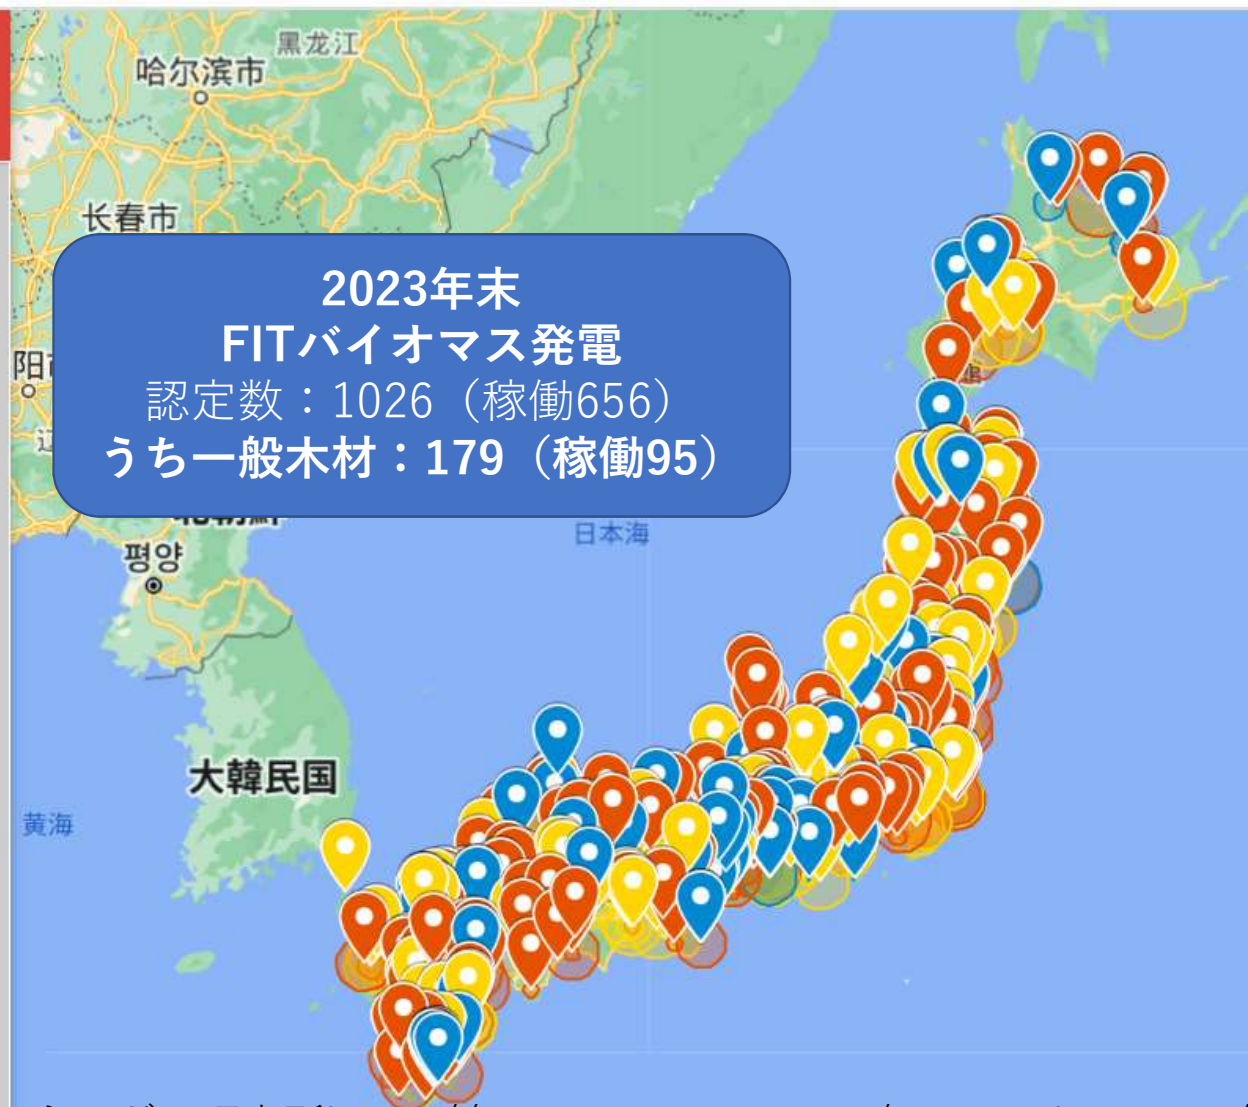 黑龙江
哈尔滨市
长春市
2023年末
FITバイオマス発電
認定数：1026（稼働656）
うち一般木材：179（稼働95）
日本海
평양
大韓民国
黄海